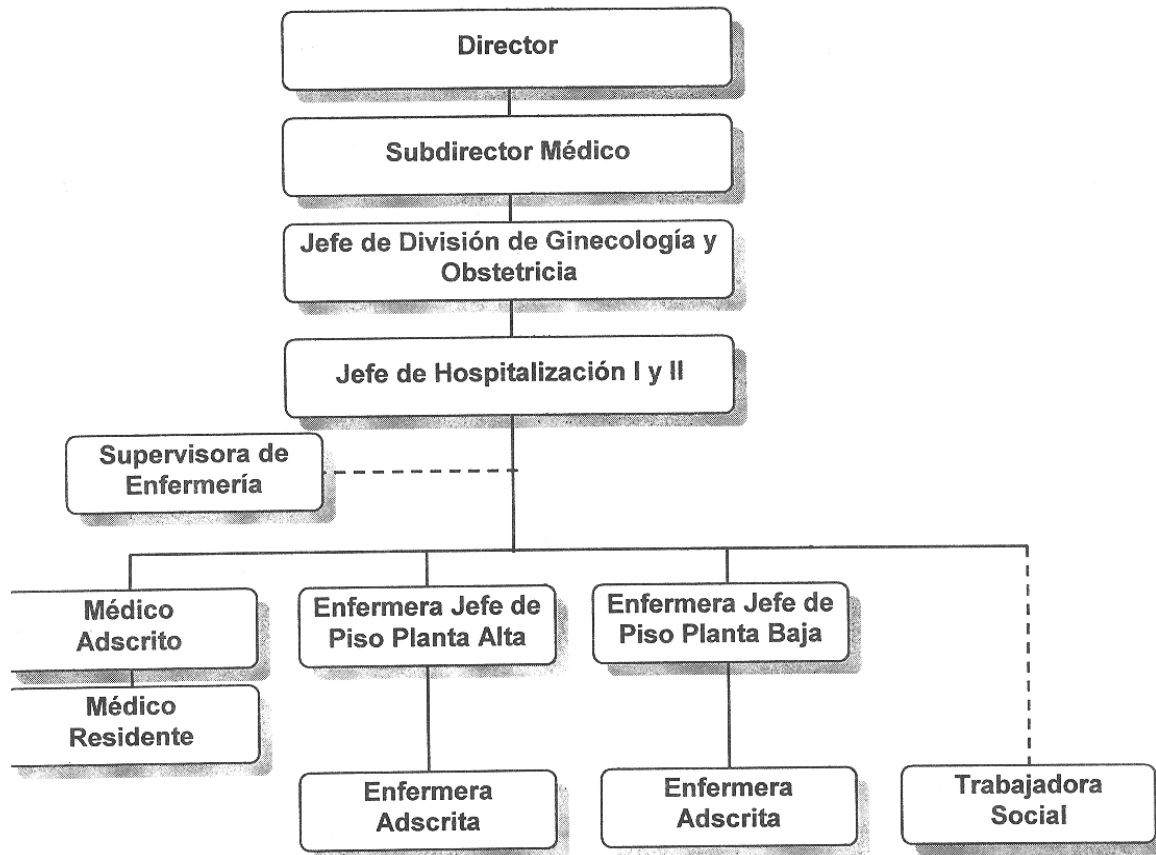 Director
Subdirector Médico
Jefe de División de Ginecología y
Obstetricia
Jefe de Hospitalización I y II
Supervisora de
Enfermería
Médico
Adscrito
Enfermera Jefe de
Piso Planta Alta
Enfermera Jefe de
Piso Planta Baja
Médico
Residente
Enfermera
Adscrita
Enfermera
Adscrita
Trabajadora
Social